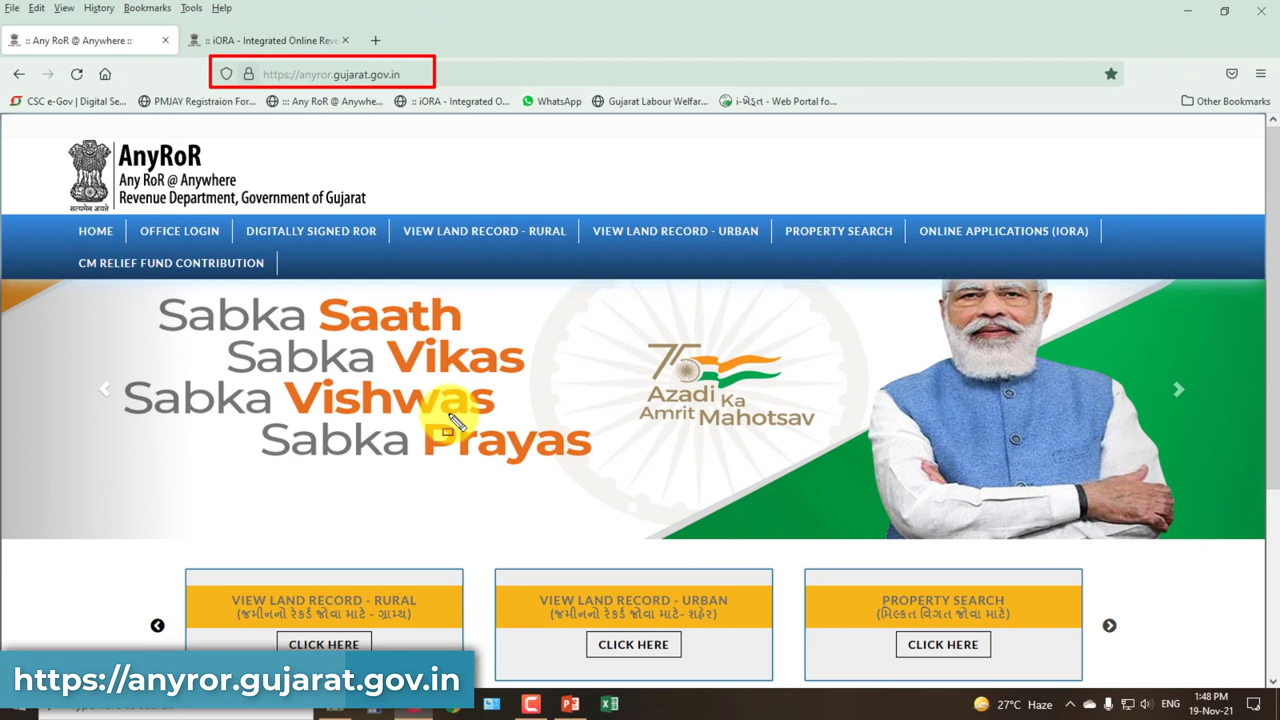 File Edit View History Bookmarks Tools Help
:: Any RoR @ Anywhere ::
:: iORA - Integrated Online Reve
https://anyror.gujarat.gov.in
CSC e-Gov | Digital Se...
PMJAY Registraion For...
::: Any RoR @ Anywhe...
:: iORA - Integrated O...
WhatsApp
Gujarat Labour Welfar...
i-ખેડૂત - Web Portal fo...
Other Bookmarks
AnyRoR
Any RoR @ Anywhere
Revenue Department, Government of Gujarat
सत्यमेव जयते
HOME
OFFICE LOGIN
DIGITALLY SIGNED ROR
VIEW LAND RECORD - RURAL
VIEW LAND RECORD - URBAN
PROPERTY SEARCH
ONLINE APPLICATIONS (IORA)
CM RELIEF FUND CONTRIBUTION
Sabka Saath
Sabka Vikas
Sabka Vishwas
Sabka Prayas
75
Azadi Ka
Amrit Mahotsav
VIEW LAND RECORD - RURAL
(જમીનનો રેકર્ડ જોવા માટે - ગ્રામ્ય)
CLICK HERE
VIEW LAND RECORD - URBAN
(જમીનનો રેકર્ડ જોવા માટે- શહેર)
CLICK HERE
PROPERTY SEARCH
(મિલ્કત વિગત જોવા માટે)
CLICK HERE
https://anyror.gujarat.gov.in
27°C Haze
ENG
1:48 PM
19-Nov-21